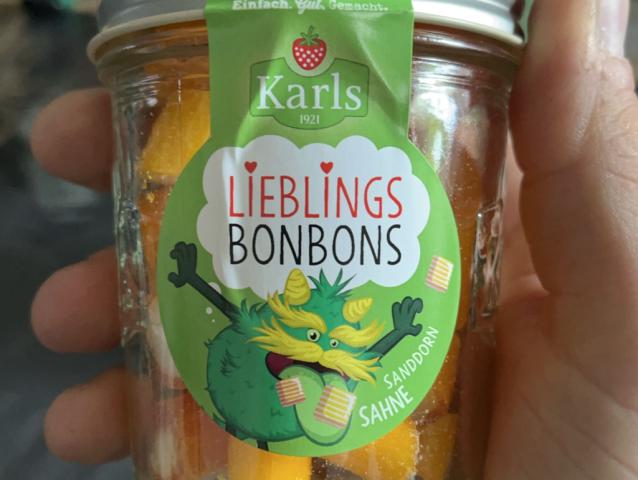 Einfach. Gut. Gemacht.
Karls
1921
LIEBLINGS
BONBONS
SANDDORN
SAHNE